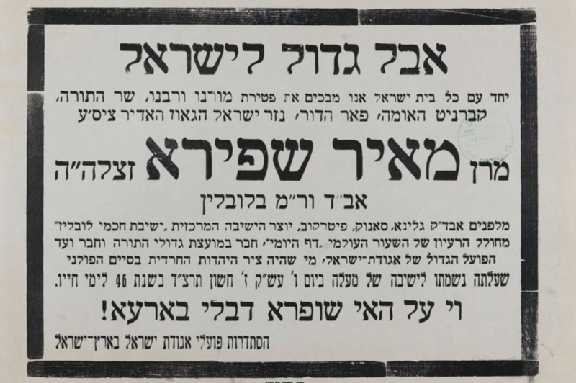 אבל גדול לישראל
יחד עם כל בית ישראל אנו מבכים את פטירת מורנו ורבנו, שר התורה,
קברניט האומה, פאר הדור, נזר ישראל הגאון האדיר ציס"ע
מרן מאיר שפירא זצלה"ה
אב"ד ור"מ בלובלין
מלפנים אבדק"ק גלינא, סאנוק, פיטרקוב, יוצר הישיבה המרכזית "ישיבת חכמי לובלין"
מחולל הרעיון של השעור העולמי "דף היומי", חבר במועצת גדולי התורה וחבר ועד
הפועל הגדול של אגודת-ישראל, מי שהיה ציר היהדות החרדית בסיים הפולני
שעלתה נשמתו לישיבה של מעלה ביום ו' עש"ק ז' חשון תרצ"ד בשנת 46 לימי חייו.
וי על האי שופרא דבלי בארעא!
הסתדרות פועלי אגודת ישראל בארץ-ישראל